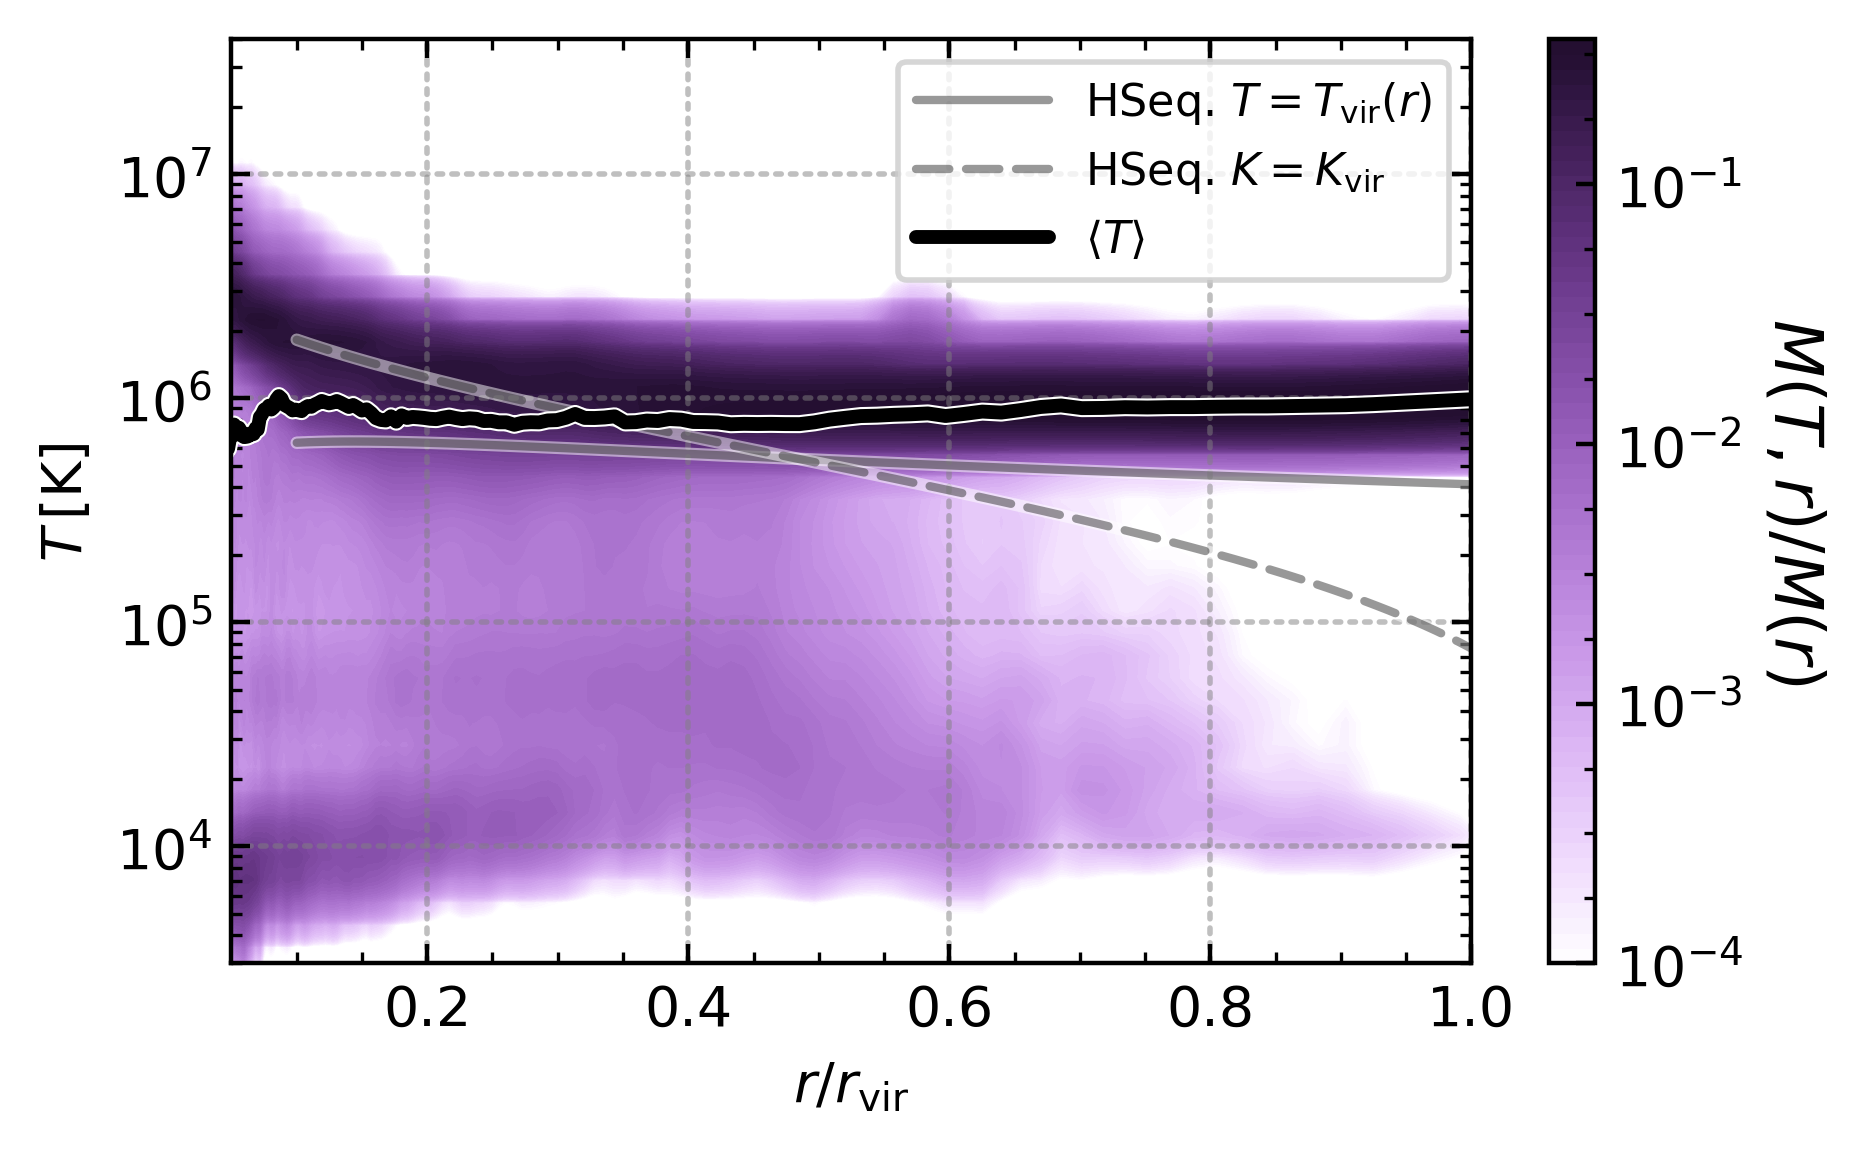 HSeq. T = T_vir(r)
HSeq. K = K_vir
⟨T⟩
10^7
10^6
10^5
10^4
T [K]
0.2 0.4 0.6 0.8 1.0
r/r_vir
10^−1
10^−2
10^−3
10^−4
M(T, r)/M(r)